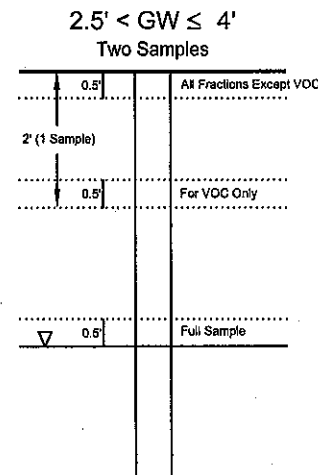 2.5' < GW ≤ 4'
Two Samples
0.5'
All Fractions Except VOC
2' (1 Sample)
0.5'
For VOC Only
0.5'
Full Sample